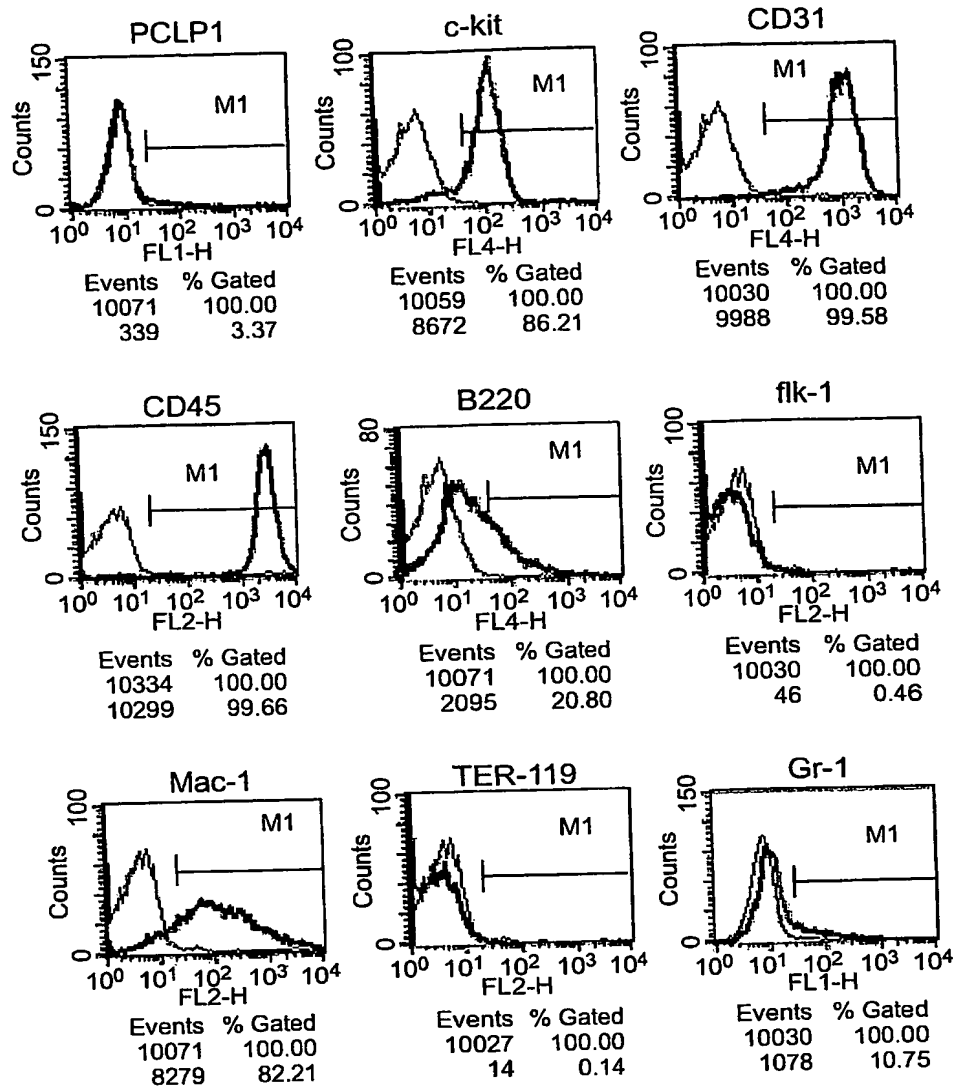 PCLP1 c-kit CD31
150 100 100
M1 M1 M1
Counts Counts Counts
0 0 0
10^0 10^1 10^2 10^3 10^4 10^0 10^1 10^2 10^3 10^4 10^0 10^1 10^2 10^3 10^4
FL1-H FL4-H FL4-H
Events % Gated Events % Gated Events % Gated
10071 100.00 10059 100.00 10030 100.00
339 3.37 8672 86.21 9988 99.58
CD45 B220 flk-1
150 80 100
M1 M1 M1
Counts Counts Counts
0 0 0
10^0 10^1 10^2 10^3 10^4 10^0 10^1 10^2 10^3 10^4 10^0 10^1 10^2 10^3 10^4
FL2-H FL4-H FL2-H
Events % Gated Events % Gated Events % Gated
10334 100.00 10071 100.00 10030 100.00
10299 99.66 2095 20.80 46 0.46
Mac-1 TER-119 Gr-1
100 100 150
M1 M1 M1
Counts Counts Counts
0 0 0
10^0 10^1 10^2 10^3 10^4 10^0 10^1 10^2 10^3 10^4 10^0 10^1 10^2 10^3 10^4
FL2-H FL2-H FL1-H
Events % Gated Events % Gated Events % Gated
10071 100.00 10027 100.00 10030 100.00
8279 82.21 14 0.14 1078 10.75